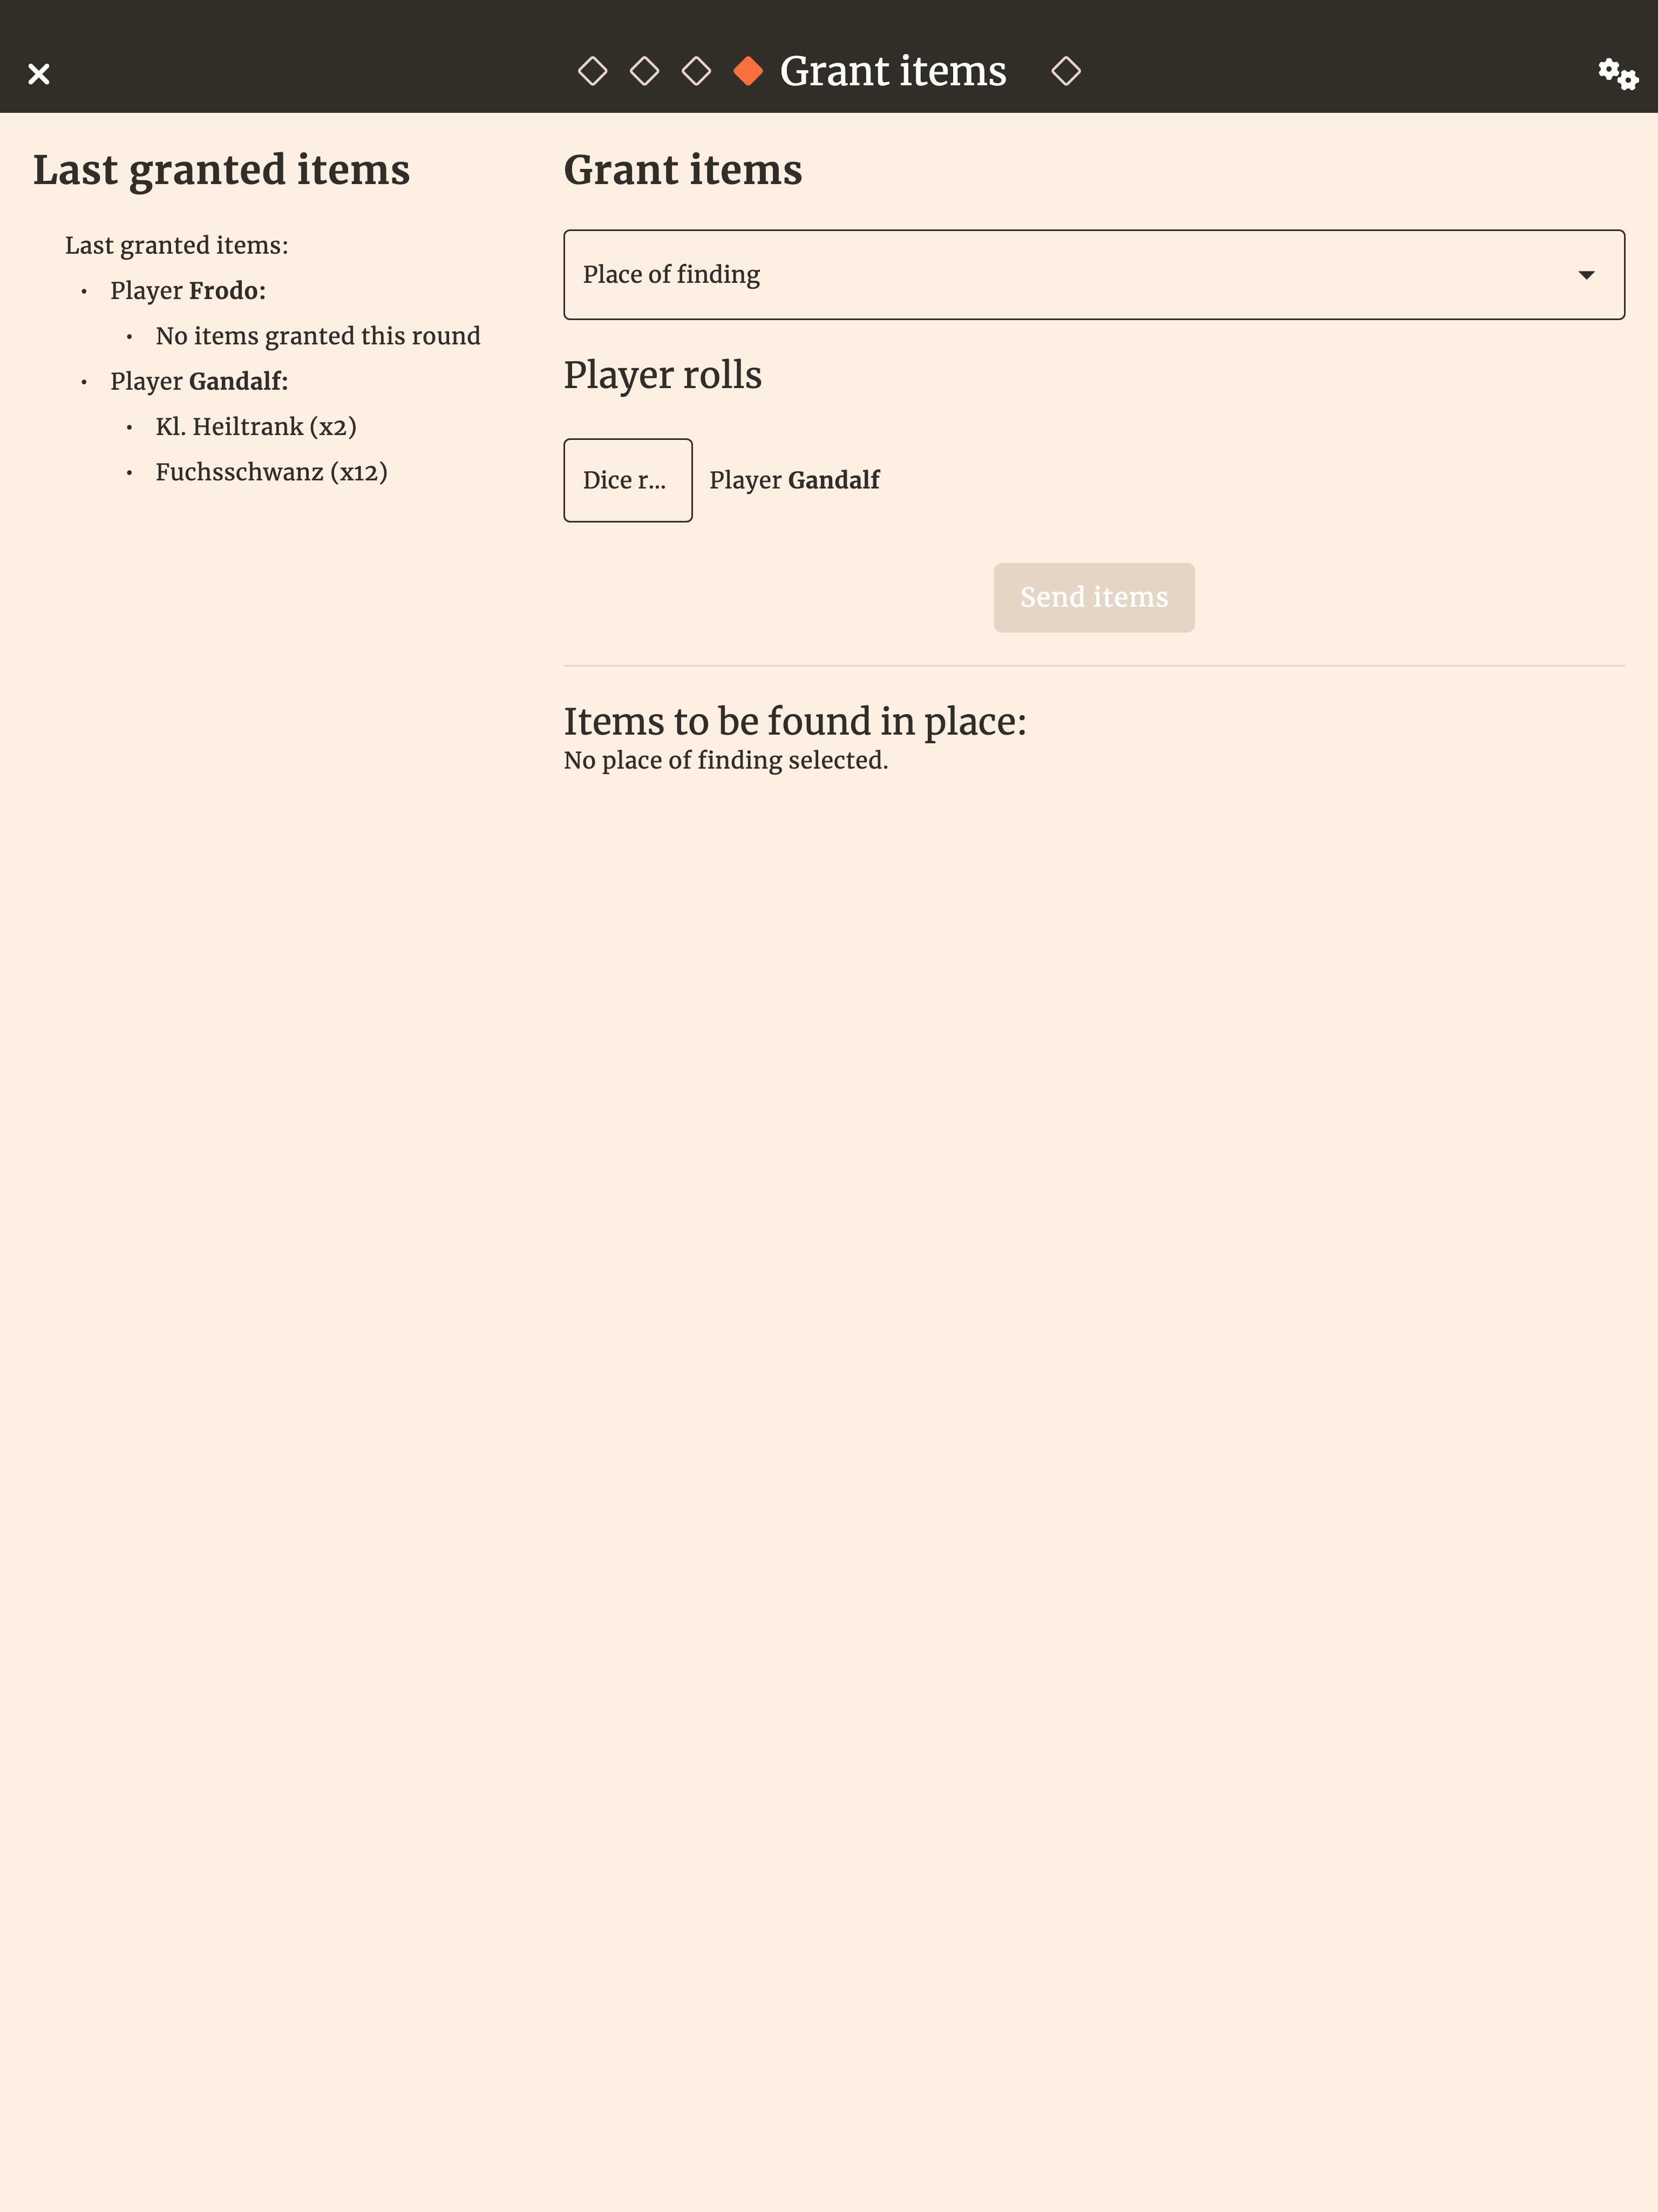 Grant items
Last granted items
Last granted items:
Player Frodo:
No items granted this round
Player Gandalf:
Kl. Heiltrank (x2)
Fuchsschwanz (x12)
Grant items
Place of finding
Player rolls
Dice r...
Player Gandalf
Send items
Items to be found in place:
No place of finding selected.